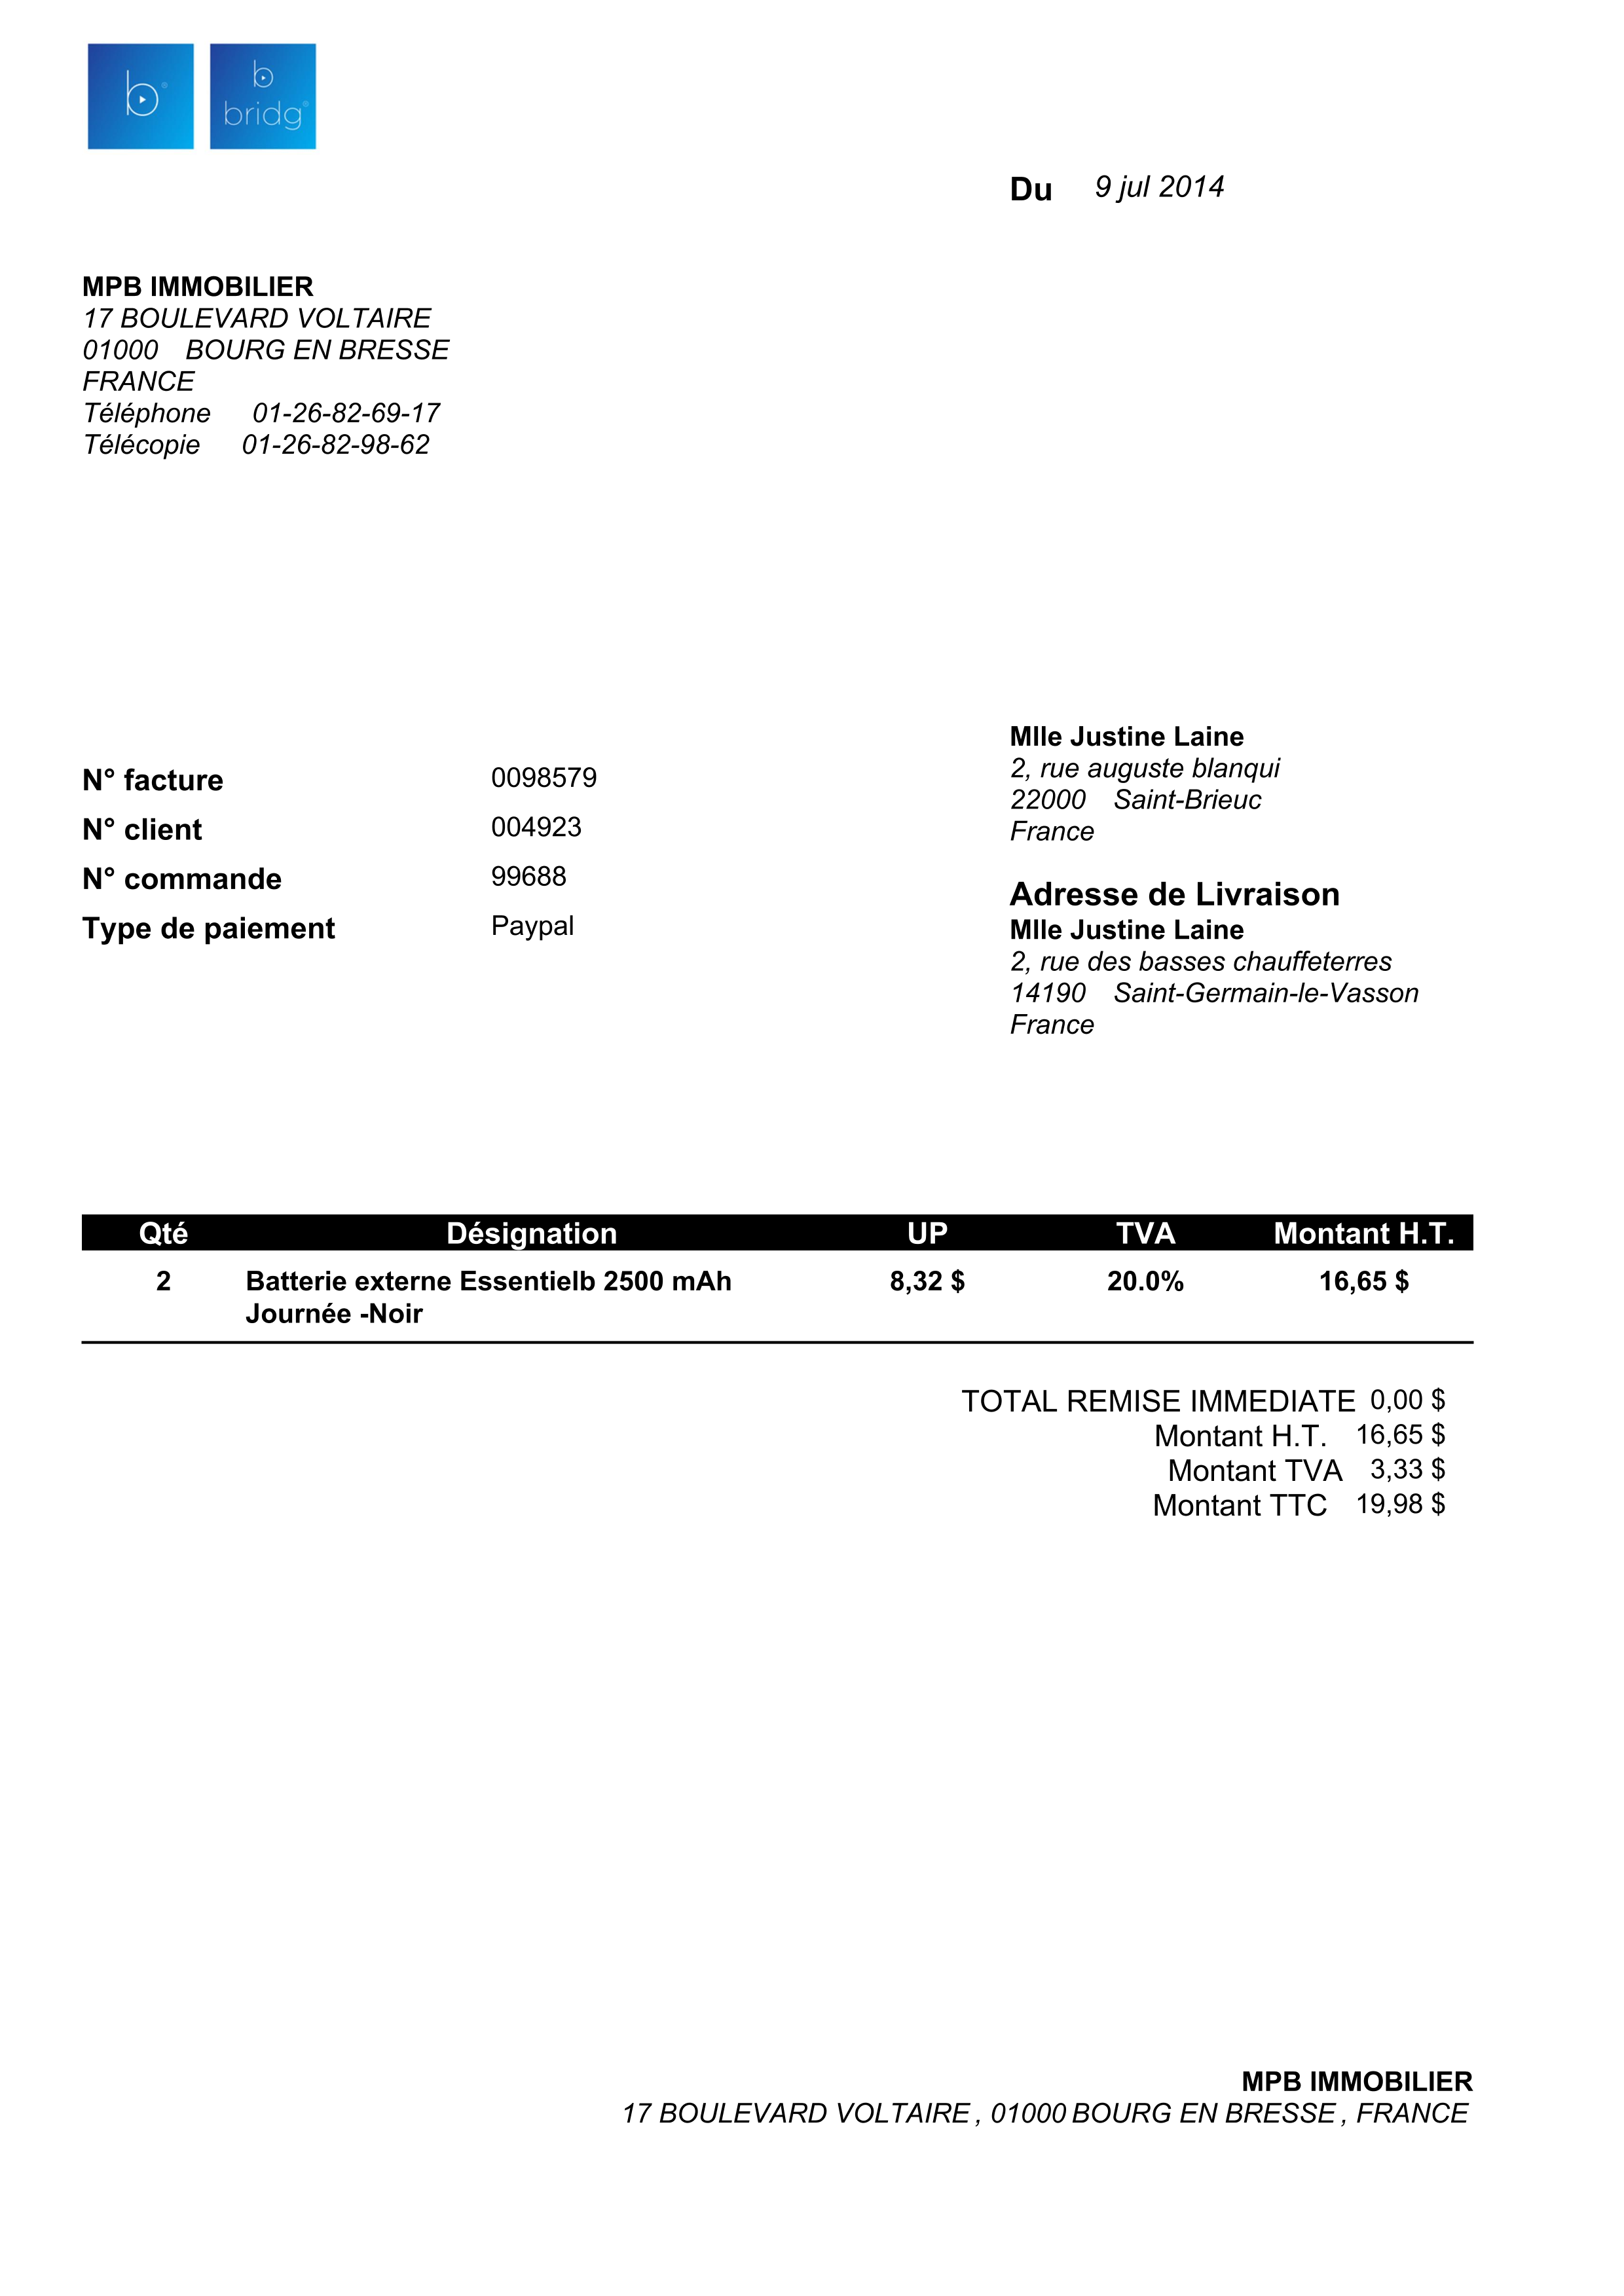 b
b
bridg
Du 9 jul 2014
MPB IMMOBILIER
17 BOULEVARD VOLTAIRE
01000 BOURG EN BRESSE
FRANCE
Téléphone 01-26-82-69-17
Télécopie 01-26-82-98-62
N° facture 0098579
N° client 004923
N° commande 99688
Type de paiement Paypal
Mlle Justine Laine
2, rue auguste blanqui
22000 Saint-Brieuc
France
Adresse de Livraison
Mlle Justine Laine
2, rue des basses chauffeterres
14190 Saint-Germain-le-Vasson
France
Qté Désignation UP TVA Montant H.T.
2 Batterie externe Essentielb 2500 mAh 8,32 $ 20.0% 16,65 $
Journée -Noir
TOTAL REMISE IMMEDIATE 0,00 $
Montant H.T. 16,65 $
Montant TVA 3,33 $
Montant TTC 19,98 $
MPB IMMOBILIER
17 BOULEVARD VOLTAIRE , 01000 BOURG EN BRESSE , FRANCE